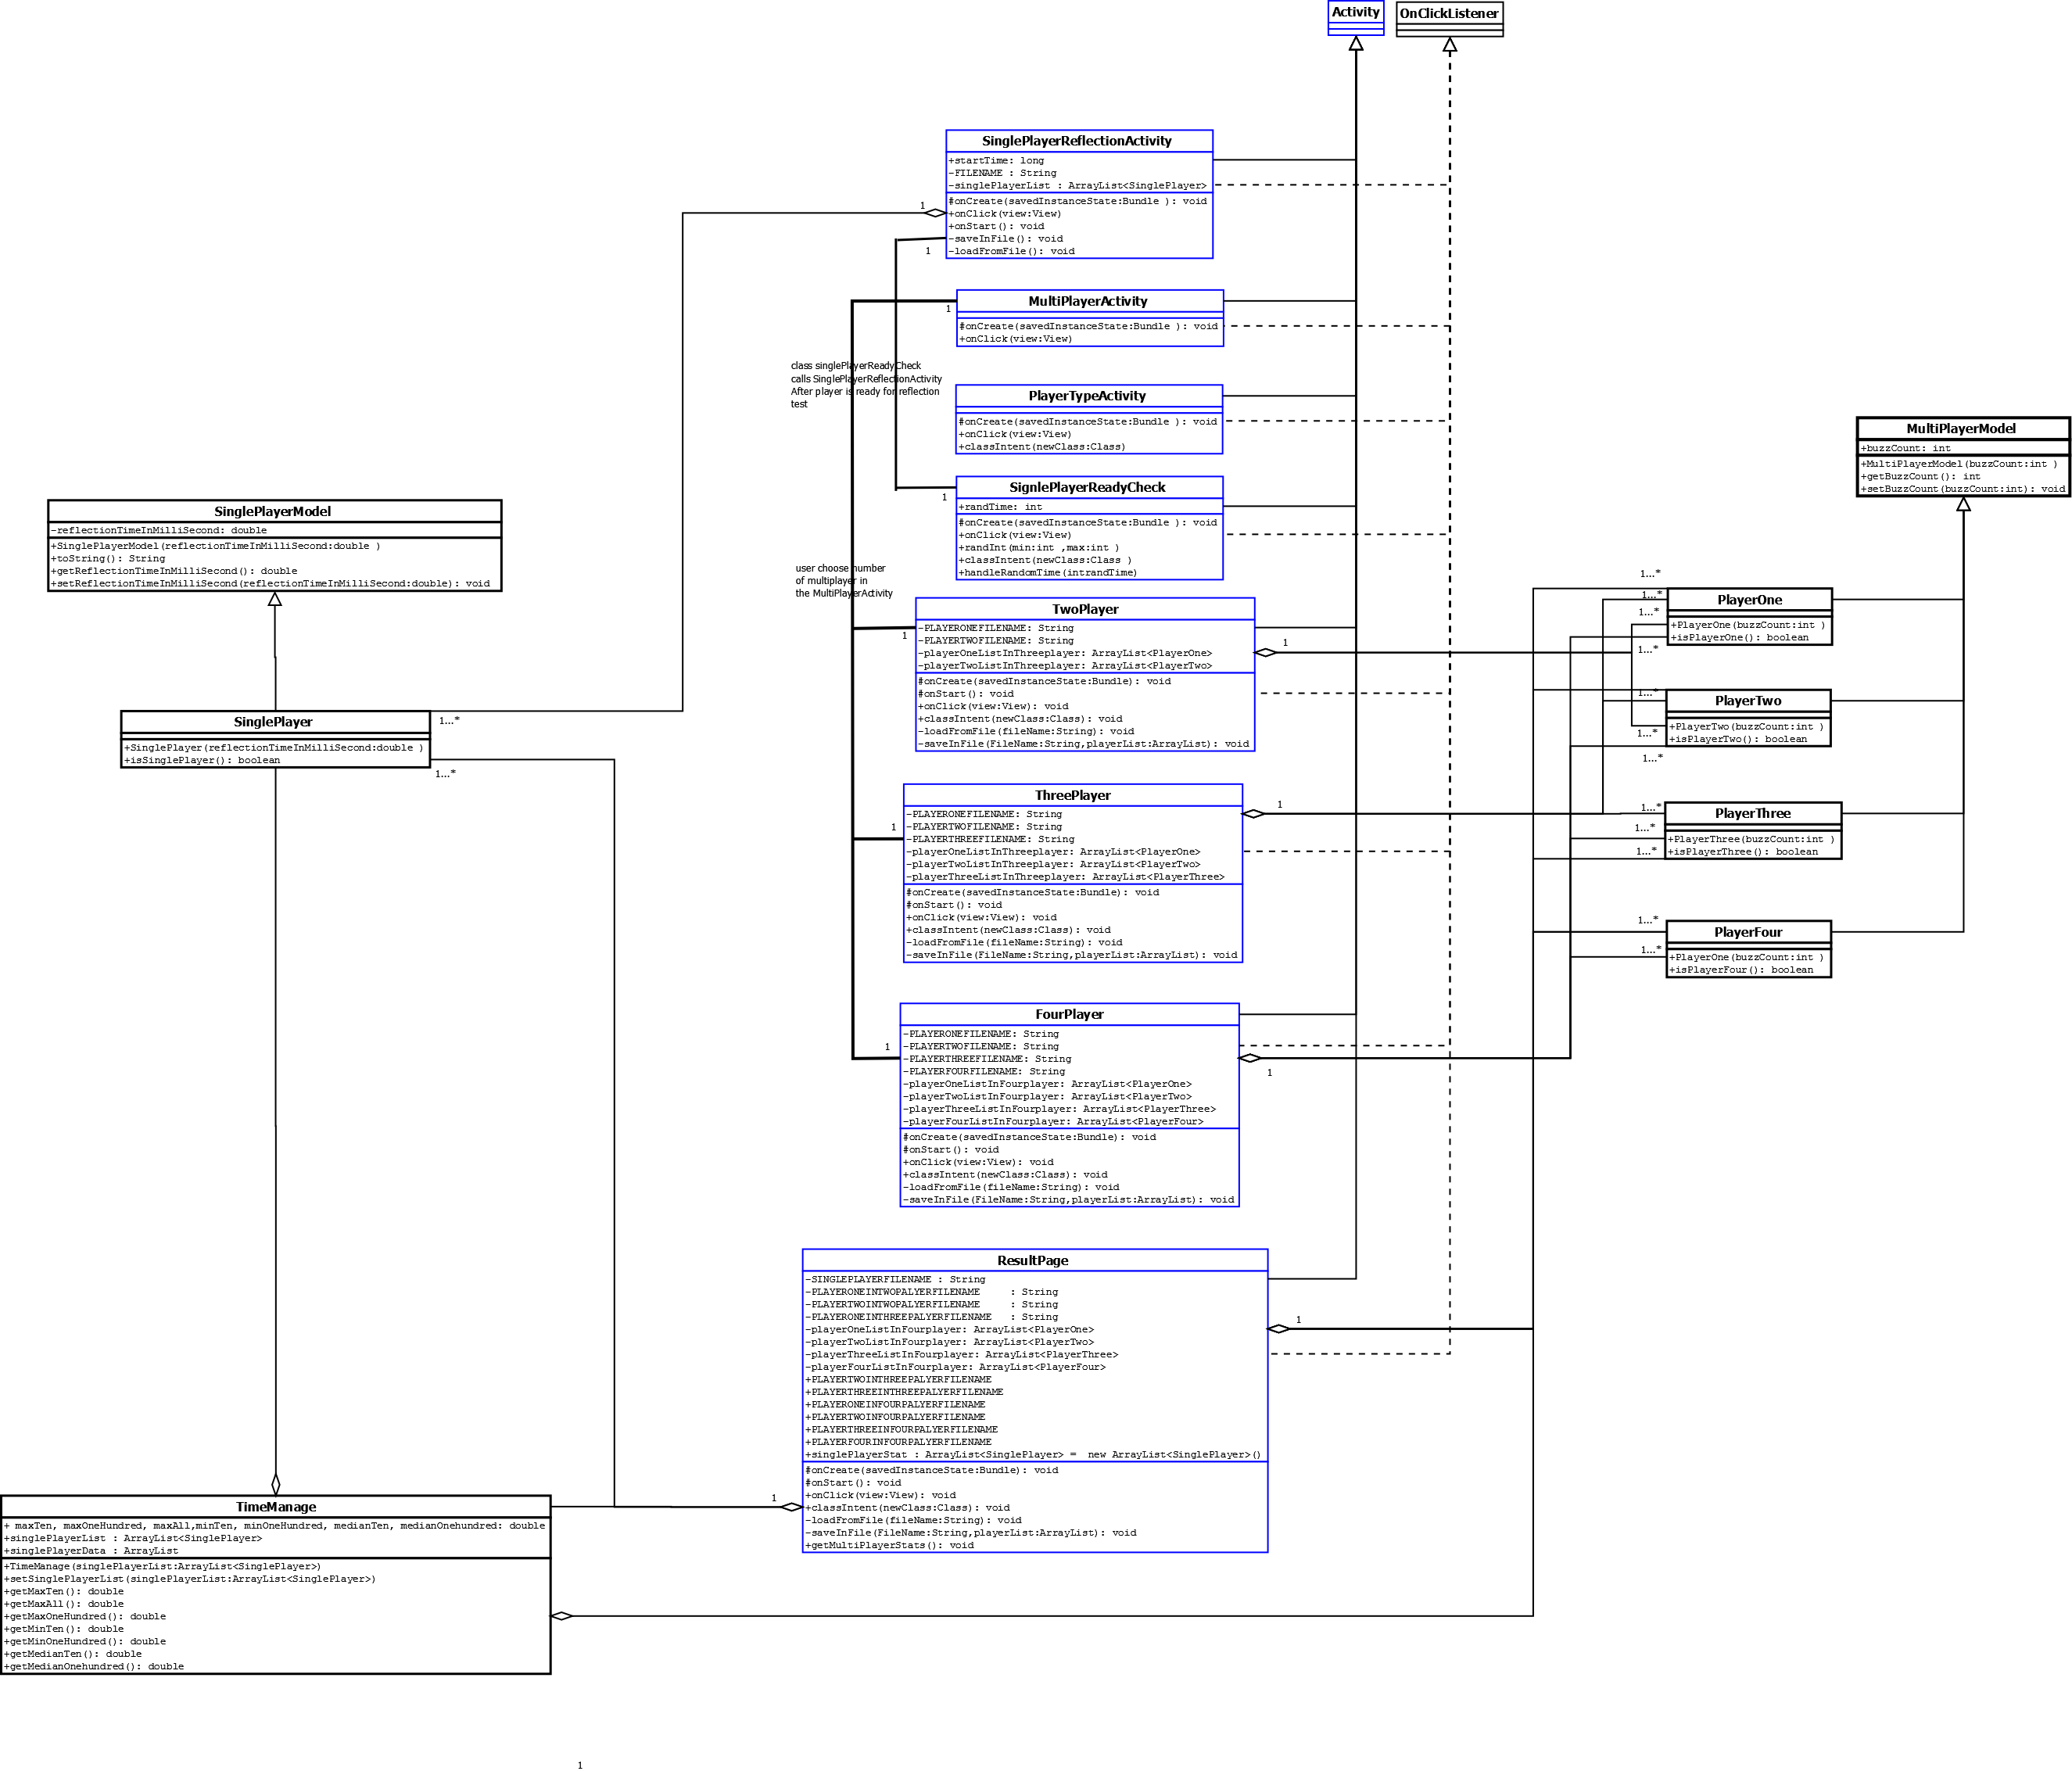 Activity
OnClickListener
SinglePlayerReflectionActivity
+startTime: long
-FILENAME : String
-singlePlayerList : ArrayList<SinglePlayer>
#onCreate(savedInstanceState:Bundle ): void
+onClick(view:View)
+onStart(): void
-saveInFile(): void
-loadFromFile(): void
1
1
MultiPlayerActivity
#onCreate(savedInstanceState:Bundle ): void
+onClick(view:View)
1
class singlePlayerReadyCheck
calls SinglePlayerReflectionActivity
After player is ready for reflection
test
PlayerTypeActivity
#onCreate(savedInstanceState:Bundle ): void
+onClick(view:View)
+classIntent(newClass:Class)
SignlePlayerReadyCheck
+randTime: int
#onCreate(savedInstanceState:Bundle ): void
+onClick(view:View)
+randInt(min:int ,max:int )
+classIntent(newClass:Class )
+handleRandomTime(intrandTime)
1
user choose number
of multiplayer in
the MultiPlayerActivity
MultiPlayerModel
+buzzCount: int
+MultiPlayerModel(buzzCount:int )
+getBuzzCount(): int
+setBuzzCount(buzzCount:int): void
SinglePlayerModel
-reflectionTimeInMilliSecond: double
+SinglePlayerModel(reflectionTimeInMilliSecond:double )
+toString(): String
+getReflectionTimeInMilliSecond(): double
+setReflectionTimeInMilliSecond(reflectionTimeInMilliSecond:double): void
SinglePlayer
+SinglePlayer(reflectionTimeInMilliSecond:double )
+isSinglePlayer(): boolean
1...*
1...*
TwoPlayer
-PLAYERONEFILENAME: String
-PLAYERTWOFILENAME: String
-playerOneListInThreeplayer: ArrayList<PlayerOne>
-playerTwoListInThreeplayer: ArrayList<PlayerTwo>
#onCreate(savedInstanceState:Bundle): void
#onStart(): void
+onClick(view:View): void
+classIntent(newClass:Class): void
-loadFromFile(fileName:String): void
-saveInFile(FileName:String,playerList:ArrayList): void
1
1
1...*
1...*
1...*
1...*
PlayerOne
+PlayerOne(buzzCount:int )
+isPlayerOne(): boolean
1...*
1...*
1...*
PlayerTwo
+PlayerTwo(buzzCount:int )
+isPlayerTwo(): boolean
ThreePlayer
-PLAYERONEFILENAME: String
-PLAYERTWOFILENAME: String
-PLAYERTHREEFILENAME: String
-playerOneListInThreeplayer: ArrayList<PlayerOne>
-playerTwoListInThreeplayer: ArrayList<PlayerTwo>
-playerThreeListInThreeplayer: ArrayList<PlayerThree>
#onCreate(savedInstanceState:Bundle): void
#onStart(): void
+onClick(view:View): void
+classIntent(newClass:Class): void
-loadFromFile(fileName:String): void
-saveInFile(FileName:String,playerList:ArrayList): void
1
1
1...*
1...*
1...*
PlayerThree
+PlayerThree(buzzCount:int )
+isPlayerThree(): boolean
1...*
1...*
PlayerFour
+PlayerOne(buzzCount:int )
+isPlayerFour(): boolean
FourPlayer
-PLAYERONEFILENAME: String
-PLAYERTWOFILENAME: String
-PLAYERTHREEFILENAME: String
-PLAYERFOURFILENAME: String
-playerOneListInFourplayer: ArrayList<PlayerOne>
-playerTwoListInFourplayer: ArrayList<PlayerTwo>
-playerThreeListInFourplayer: ArrayList<PlayerThree>
-playerFourListInFourplayer: ArrayList<PlayerFour>
#onCreate(savedInstanceState:Bundle): void
#onStart(): void
+onClick(view:View): void
+classIntent(newClass:Class): void
-loadFromFile(fileName:String): void
-saveInFile(FileName:String,playerList:ArrayList): void
1
1
ResultPage
-SINGLEPLAYERFILENAME : String
-PLAYERONEINTWOPALYERFILENAME : String
-PLAYERTWOINTWOPALYERFILENAME : String
-PLAYERONEINTHREEPALYERFILENAME : String
-playerOneListInFourplayer: ArrayList<PlayerOne>
-playerTwoListInFourplayer: ArrayList<PlayerTwo>
-playerThreeListInFourplayer: ArrayList<PlayerThree>
-playerFourListInFourplayer: ArrayList<PlayerFour>
+PLAYERTWOINTHREEPALYERFILENAME
+PLAYERTHREEINTHREEPALYERFILENAME
+PLAYERONEINFOURPALYERFILENAME
+PLAYERTWOINFOURPALYERFILENAME
+PLAYERTHREEINFOURPALYERFILENAME
+PLAYERFOURINFOURPALYERFILENAME
+singlePlayerStat : ArrayList<SinglePlayer> = new ArrayList<SinglePlayer>()
#onCreate(savedInstanceState:Bundle): void
#onStart(): void
+onClick(view:View): void
+classIntent(newClass:Class): void
-loadFromFile(fileName:String): void
-saveInFile(FileName:String,playerList:ArrayList): void
+getMultiPlayerStats(): void
1
1
TimeManage
+ maxTen, maxOneHundred, maxAll,minTen, minOneHundred, medianTen, medianOnehundred: double
+singlePlayerList : ArrayList<SinglePlayer>
+singlePlayerData : ArrayList
+TimeManage(singlePlayerList:ArrayList<SinglePlayer>)
+setSinglePlayerList(singlePlayerList:ArrayList<SinglePlayer>)
+getMaxTen(): double
+getMaxAll(): double
+getMaxOneHundred(): double
+getMinTen(): double
+getMinOneHundred(): double
+getMedianTen(): double
+getMedianOnehundred(): double
1